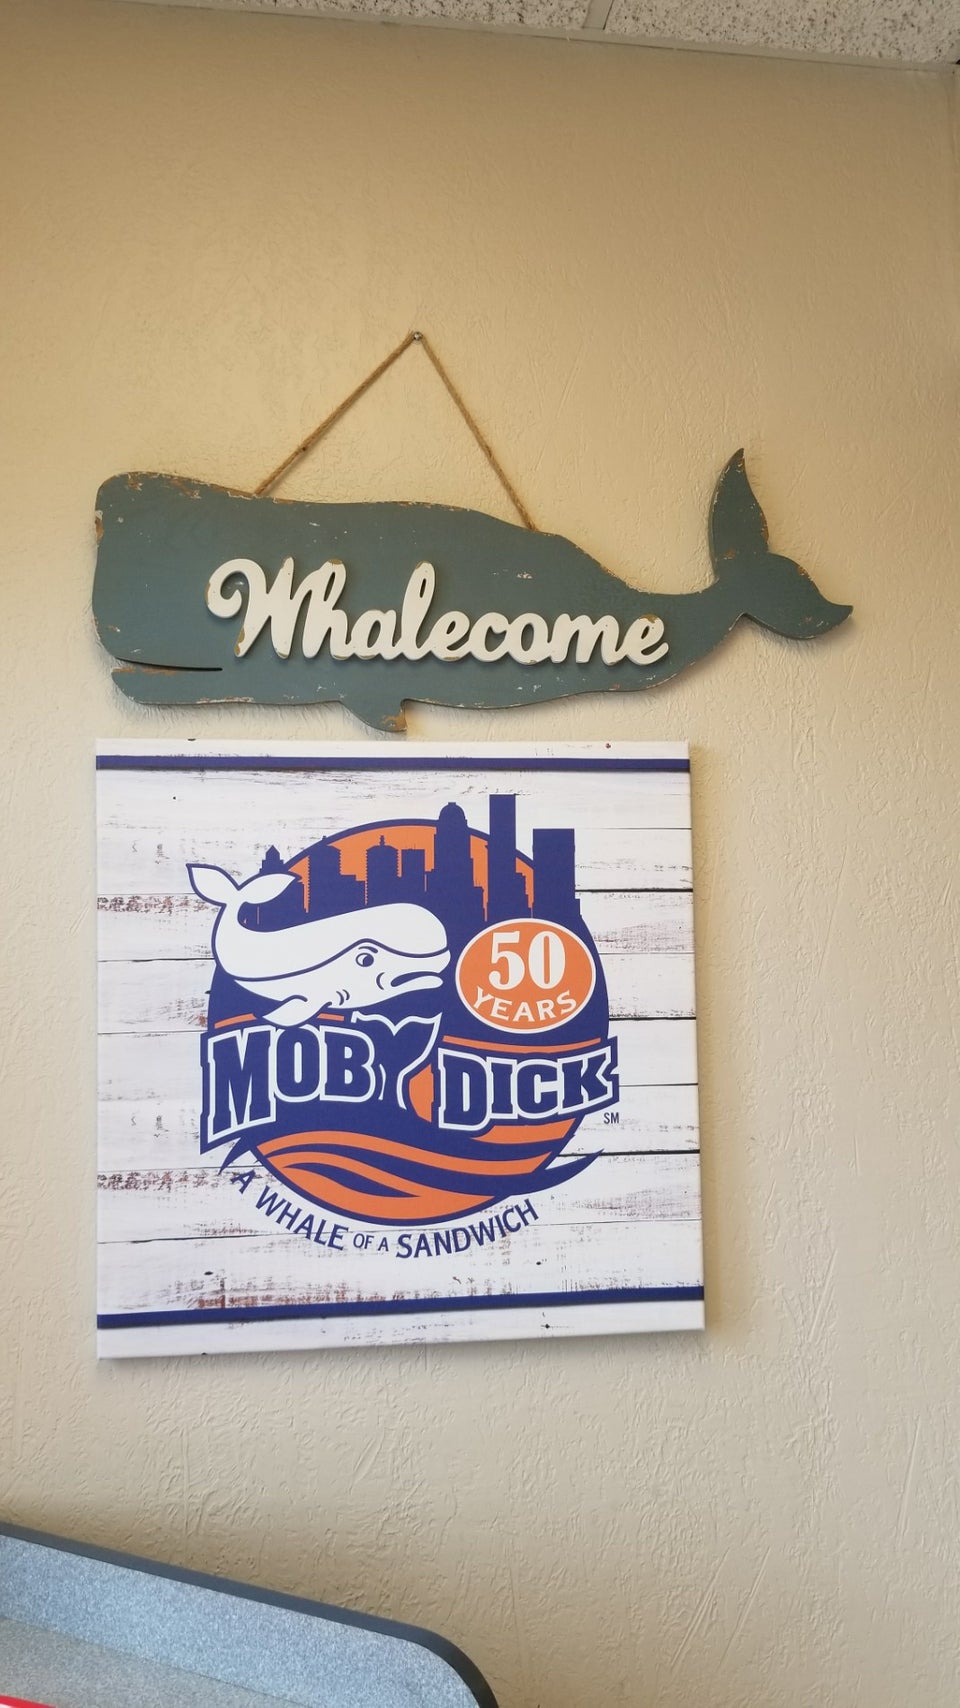 Whalecome
50
YEARS
MOBY DICK
SM
A WHALE OF A SANDWICH